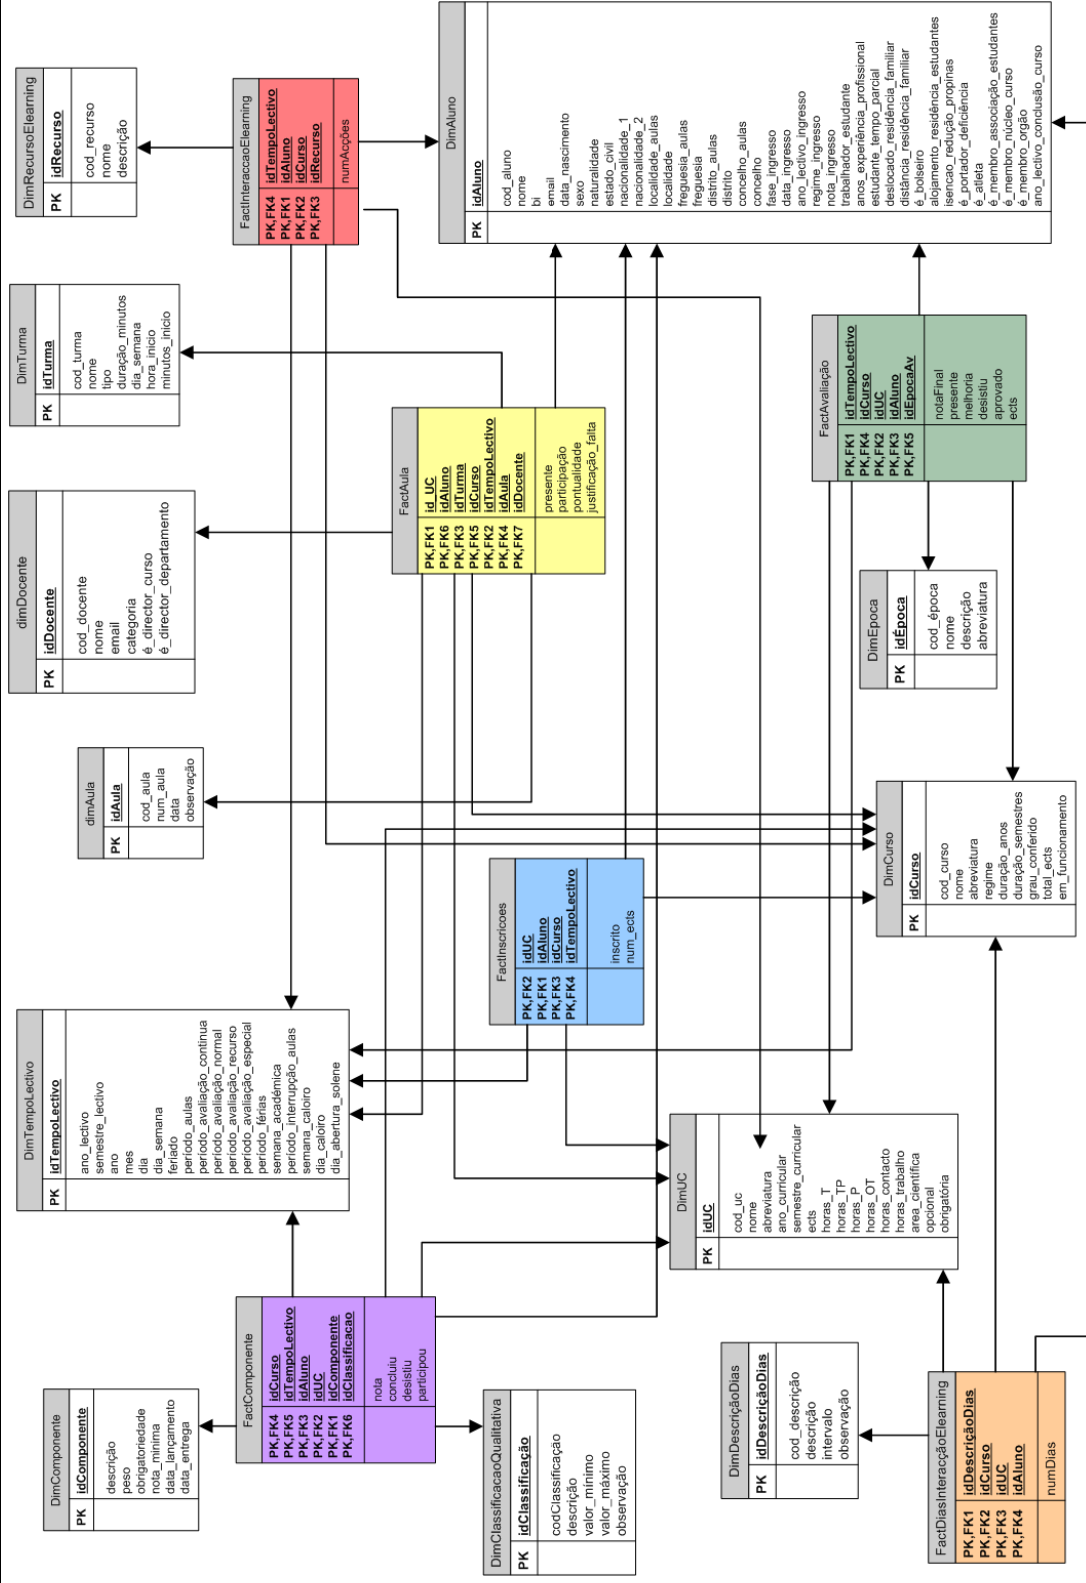 DimComponente
PK
idComponente
descrição
peso
obrigatoriedade
nota_minima
data_lançamento
data_entrega
DimTempoLectivo
PK
idTempoLectivo
ano_lectivo
semestre_lectivo
ano
mes
dia
dia_semana
feriado
período_aulas
período_avaliação_continua
período_avaliação_normal
período_avaliação_recurso
período_avaliação_especial
período_férias
semana_académica
período_interrupção_aulas
semana_caloiro
dia_caloiro
dia_abertura_solene
dimAula
PK
idAula
cod_aula
num_aula
data
observação
dimDocente
PK
idDocente
cod_docente
nome
email
categoria
é_director_curso
é_director_departamento
DimTurma
PK
idTurma
cod_turma
nome
tipo
duração_minutos
dia_semana
hora_inicio
minutos_inicio
DimRecursoElearning
PK
idRecurso
cod_recurso
nome
descrição
FactComponente
PK,FK4 idCurso
PK,FK5 idTempoLectivo
PK,FK3 idAluno
PK,FK2 idUC
PK,FK1 idComponente
PK,FK6 idClassificacao
nota
concluiu
desistiu
participou
FactInteracaoElearning
PK,FK4 idTempoLectivo
PK,FK1 idAluno
PK,FK2 idCurso
PK,FK3 idRecurso
numAcções
FactAula
PK,FK1 id_UC
PK,FK6 idAluno
PK,FK3 idTurma
PK,FK5 idCurso
PK,FK2 idTempoLectivo
PK,FK4 idAula
PK,FK7 idDocente
presente
participação
pontualidade
justificação_falta
DimClassificacaoQualitativa
PK
idClassificação
codClassificação
descrição
valor_mínimo
valor_máximo
observação
FactInscricoes
PK,FK2 idUC
PK,FK1 idAluno
PK,FK3 idCurso
PK,FK4 idTempoLectivo
inscrito
num_ects
DimAluno
PK
idAluno
cod_aluno
nome
bi
email
data_nascimento
sexo
naturalidade
estado_civil
nacionalidade_1
nacionalidade_2
localidade_aulas
localidade
freguesia_aulas
freguesia
distrito_aulas
distrito
concelho_aulas
concelho
fase_ingresso
data_ingresso
ano_lectivo_ingresso
regime_ingresso
nota_ingresso
trabalhador_estudante
anos_experiência_profissional
estudante_tempo_parcial
deslocado_residência_familiar
distância_residência_familiar
é_bolseiro
alojamento_residência_estudantes
isencao_redução_propinas
é_portador_deficiência
é_atleta
é_membro_associação_estudantes
é_membro_núcleo_curso
é_membro_orgão
ano_lectivo_conclusão_curso
DimUC
PK
idUC
cod_uc
nome
abreviatura
ano_curricular
semestre_curricular
ects
horas_T
horas_TP
horas_P
horas_OT
horas_contacto
horas_trabalho
area_cientifica
opcional
obrigatória
DimDescriçãoDias
PK
idDescriçãoDias
cod_descrição
descrição
intervalo
observação
DimCurso
PK
idCurso
cod_curso
nome
abreviatura
regime
duração_anos
duração_semestres
grau_conferido
total_ects
em_funcionamento
DimEpoca
PK
idÉpoca
cod_época
nome
descrição
abreviatura
FactAvaliação
PK,FK1 idTempoLectivo
PK,FK4 idCurso
PK,FK2 idUC
PK,FK3 idAluno
PK,FK5 idEpocaAv
notaFinal
presente
melhoria
desistiu
aprovado
ects
FactDiasInteracçãoElearning
PK,FK1 idDescriçãoDias
PK,FK2 idCurso
PK,FK3 idUC
PK,FK4 idAluno
numDias